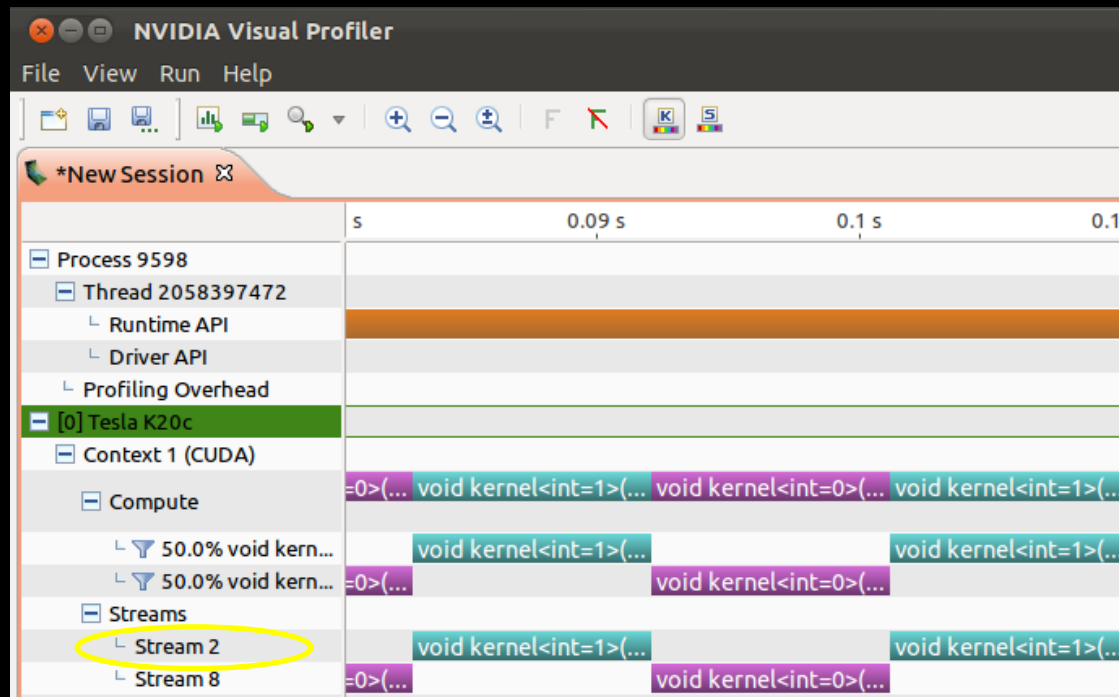 NVIDIA Visual Profiler
File View Run Help
F F K S
*New Session
s 0.09 s 0.1 s 0.1
Process 9598
Thread 2058397472
Runtime API
Driver API
Profiling Overhead
[0] Tesla K20c
Context 1 (CUDA)
=0>(... void kernel<int=1>(... void kernel<int=0>(... void kernel<int=1>(...
Compute
50.0% void kern... void kernel<int=1>(... void kernel<int=1>(...
50.0% void kern... =0>(... void kernel<int=0>(...
Streams
Stream 2 void kernel<int=1>(... void kernel<int=1>(...
Stream 8 =0>(... void kernel<int=0>(...